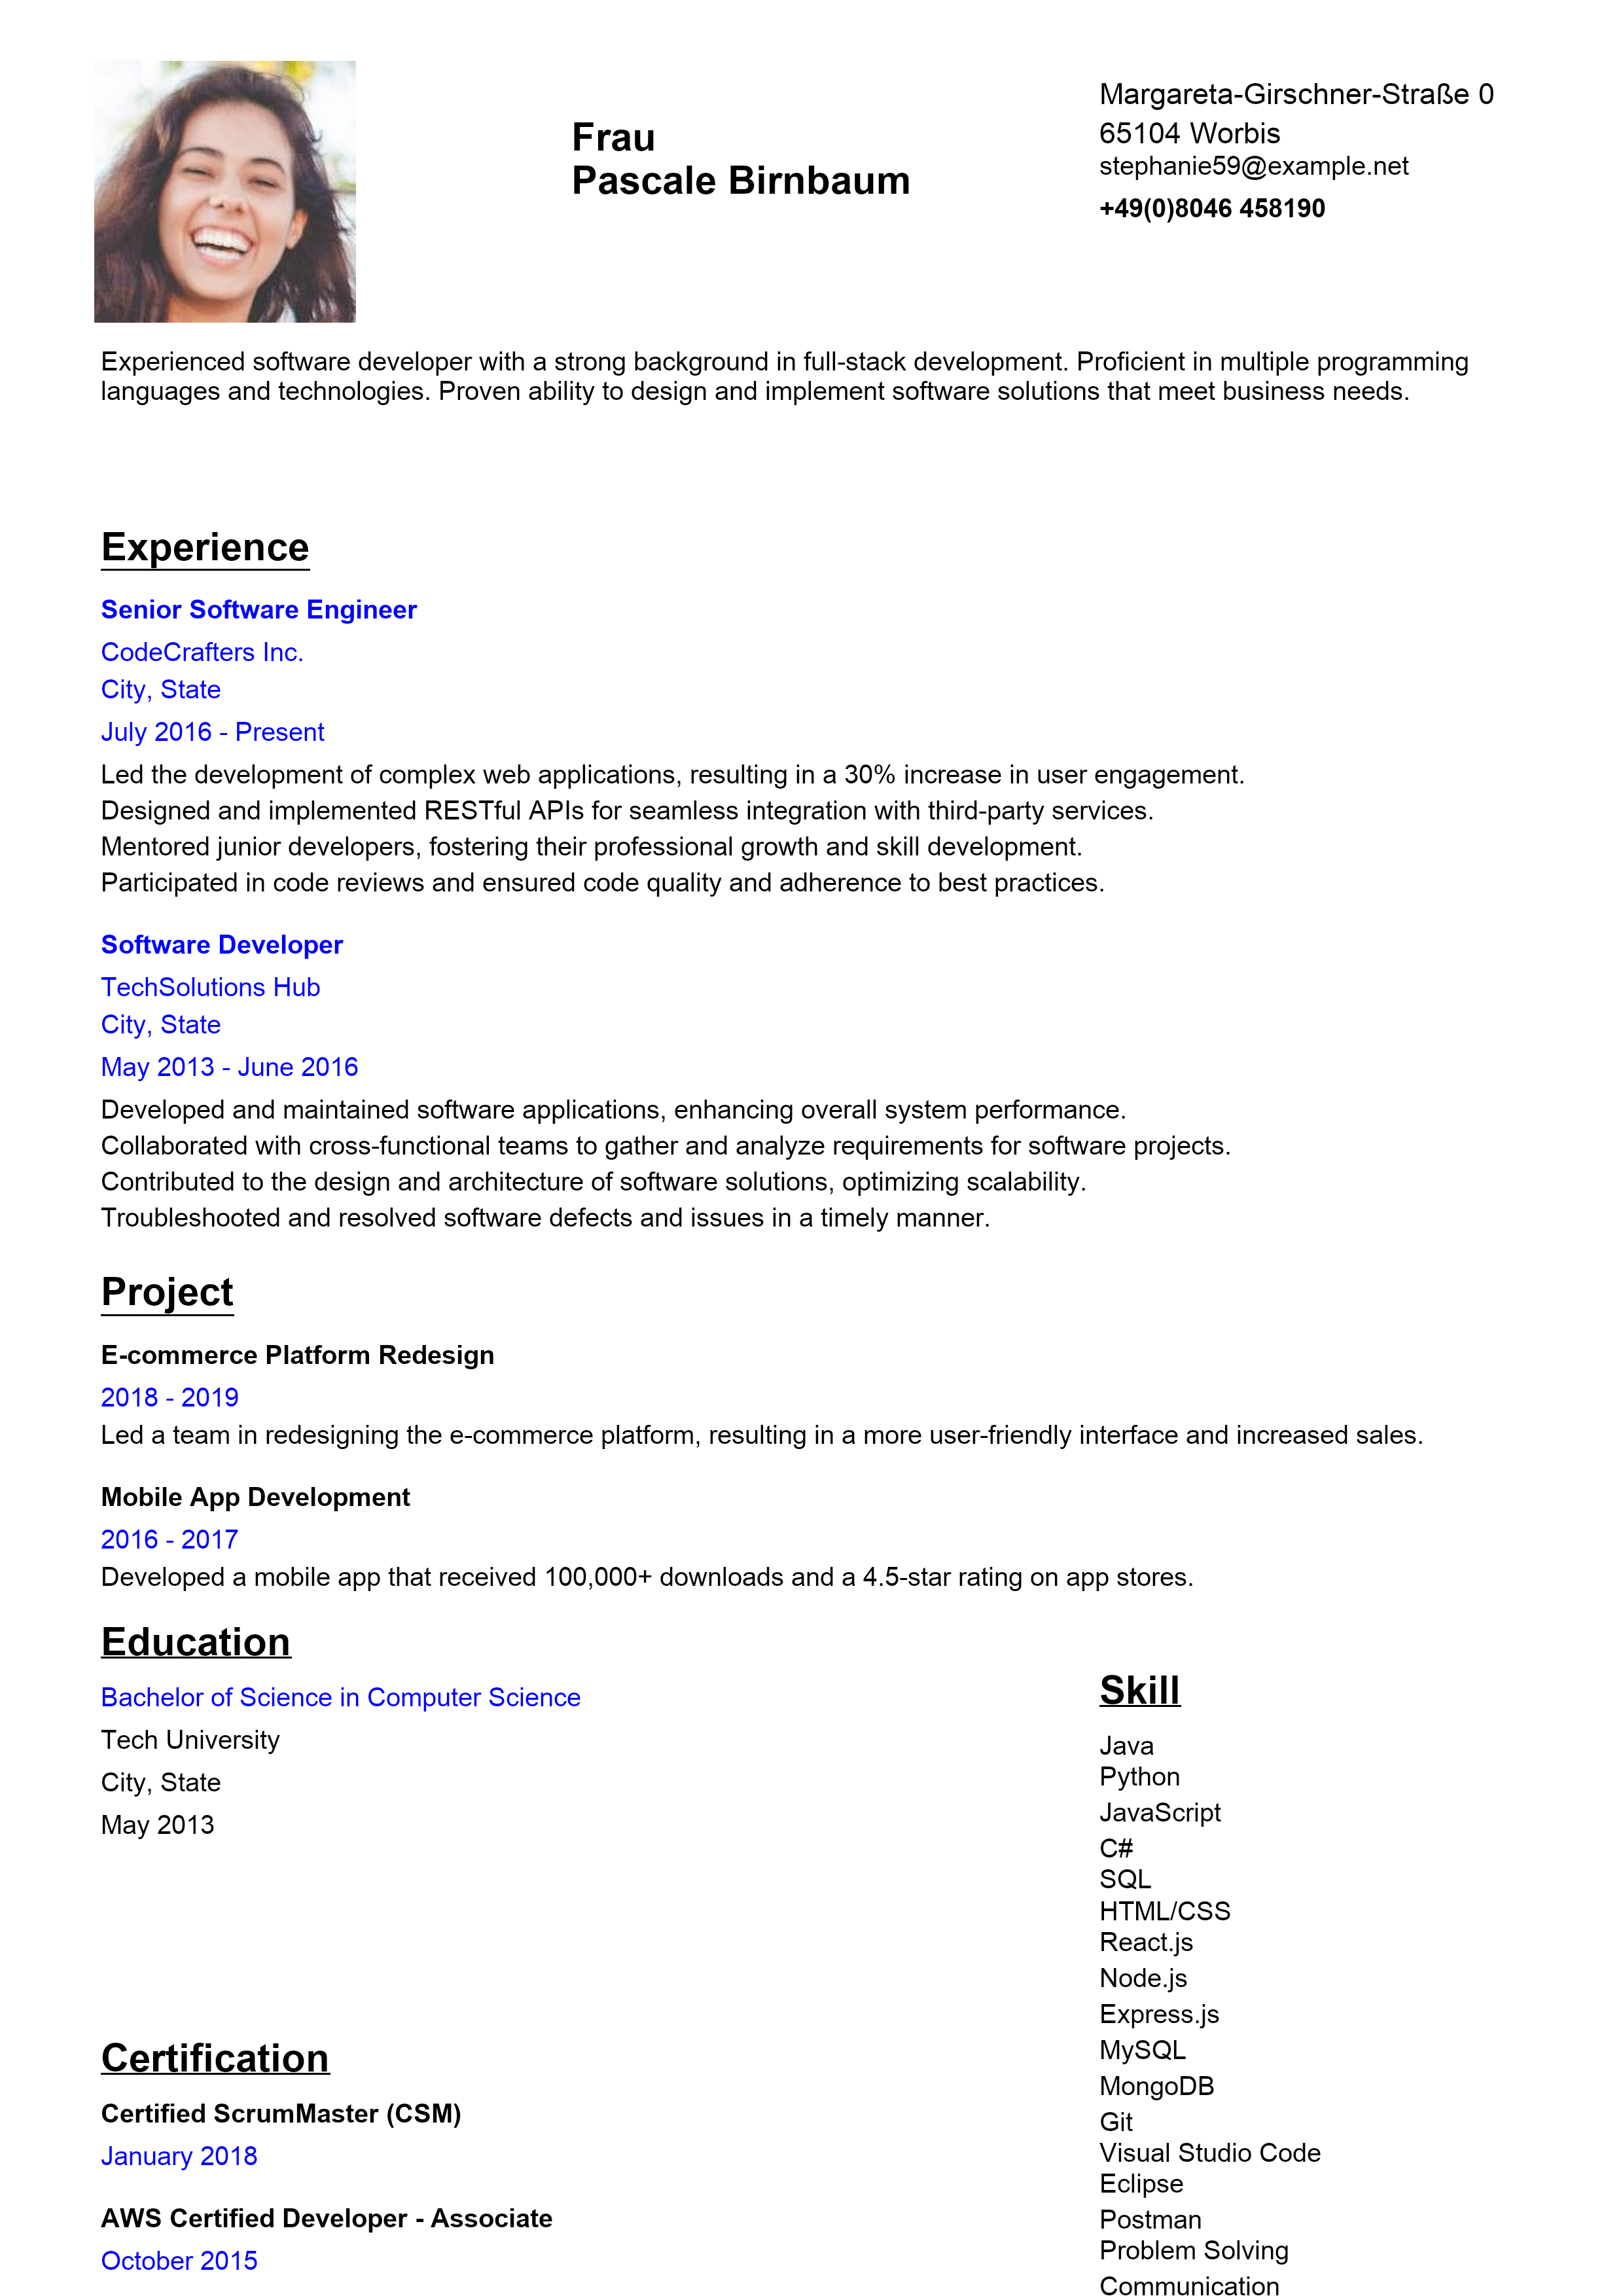 Frau
Pascale Birnbaum
Margareta-Girschner-Straße 0
65104 Worbis
stephanie59@example.net
+49(0)8046 458190
Experienced software developer with a strong background in full-stack development. Proficient in multiple programming
languages and technologies. Proven ability to design and implement software solutions that meet business needs.
Experience
Senior Software Engineer
CodeCrafters Inc.
City, State
July 2016 - Present
Led the development of complex web applications, resulting in a 30% increase in user engagement.
Designed and implemented RESTful APIs for seamless integration with third-party services.
Mentored junior developers, fostering their professional growth and skill development.
Participated in code reviews and ensured code quality and adherence to best practices.
Software Developer
TechSolutions Hub
City, State
May 2013 - June 2016
Developed and maintained software applications, enhancing overall system performance.
Collaborated with cross-functional teams to gather and analyze requirements for software projects.
Contributed to the design and architecture of software solutions, optimizing scalability.
Troubleshooted and resolved software defects and issues in a timely manner.
Project
E-commerce Platform Redesign
2018 - 2019
Led a team in redesigning the e-commerce platform, resulting in a more user-friendly interface and increased sales.
Mobile App Development
2016 - 2017
Developed a mobile app that received 100,000+ downloads and a 4.5-star rating on app stores.
Education
Bachelor of Science in Computer Science
Tech University
City, State
May 2013
Certification
Certified ScrumMaster (CSM)
January 2018
AWS Certified Developer - Associate
October 2015
Skill
Java
Python
JavaScript
C#
SQL
HTML/CSS
React.js
Node.js
Express.js
MySQL
MongoDB
Git
Visual Studio Code
Eclipse
Postman
Problem Solving
Communication